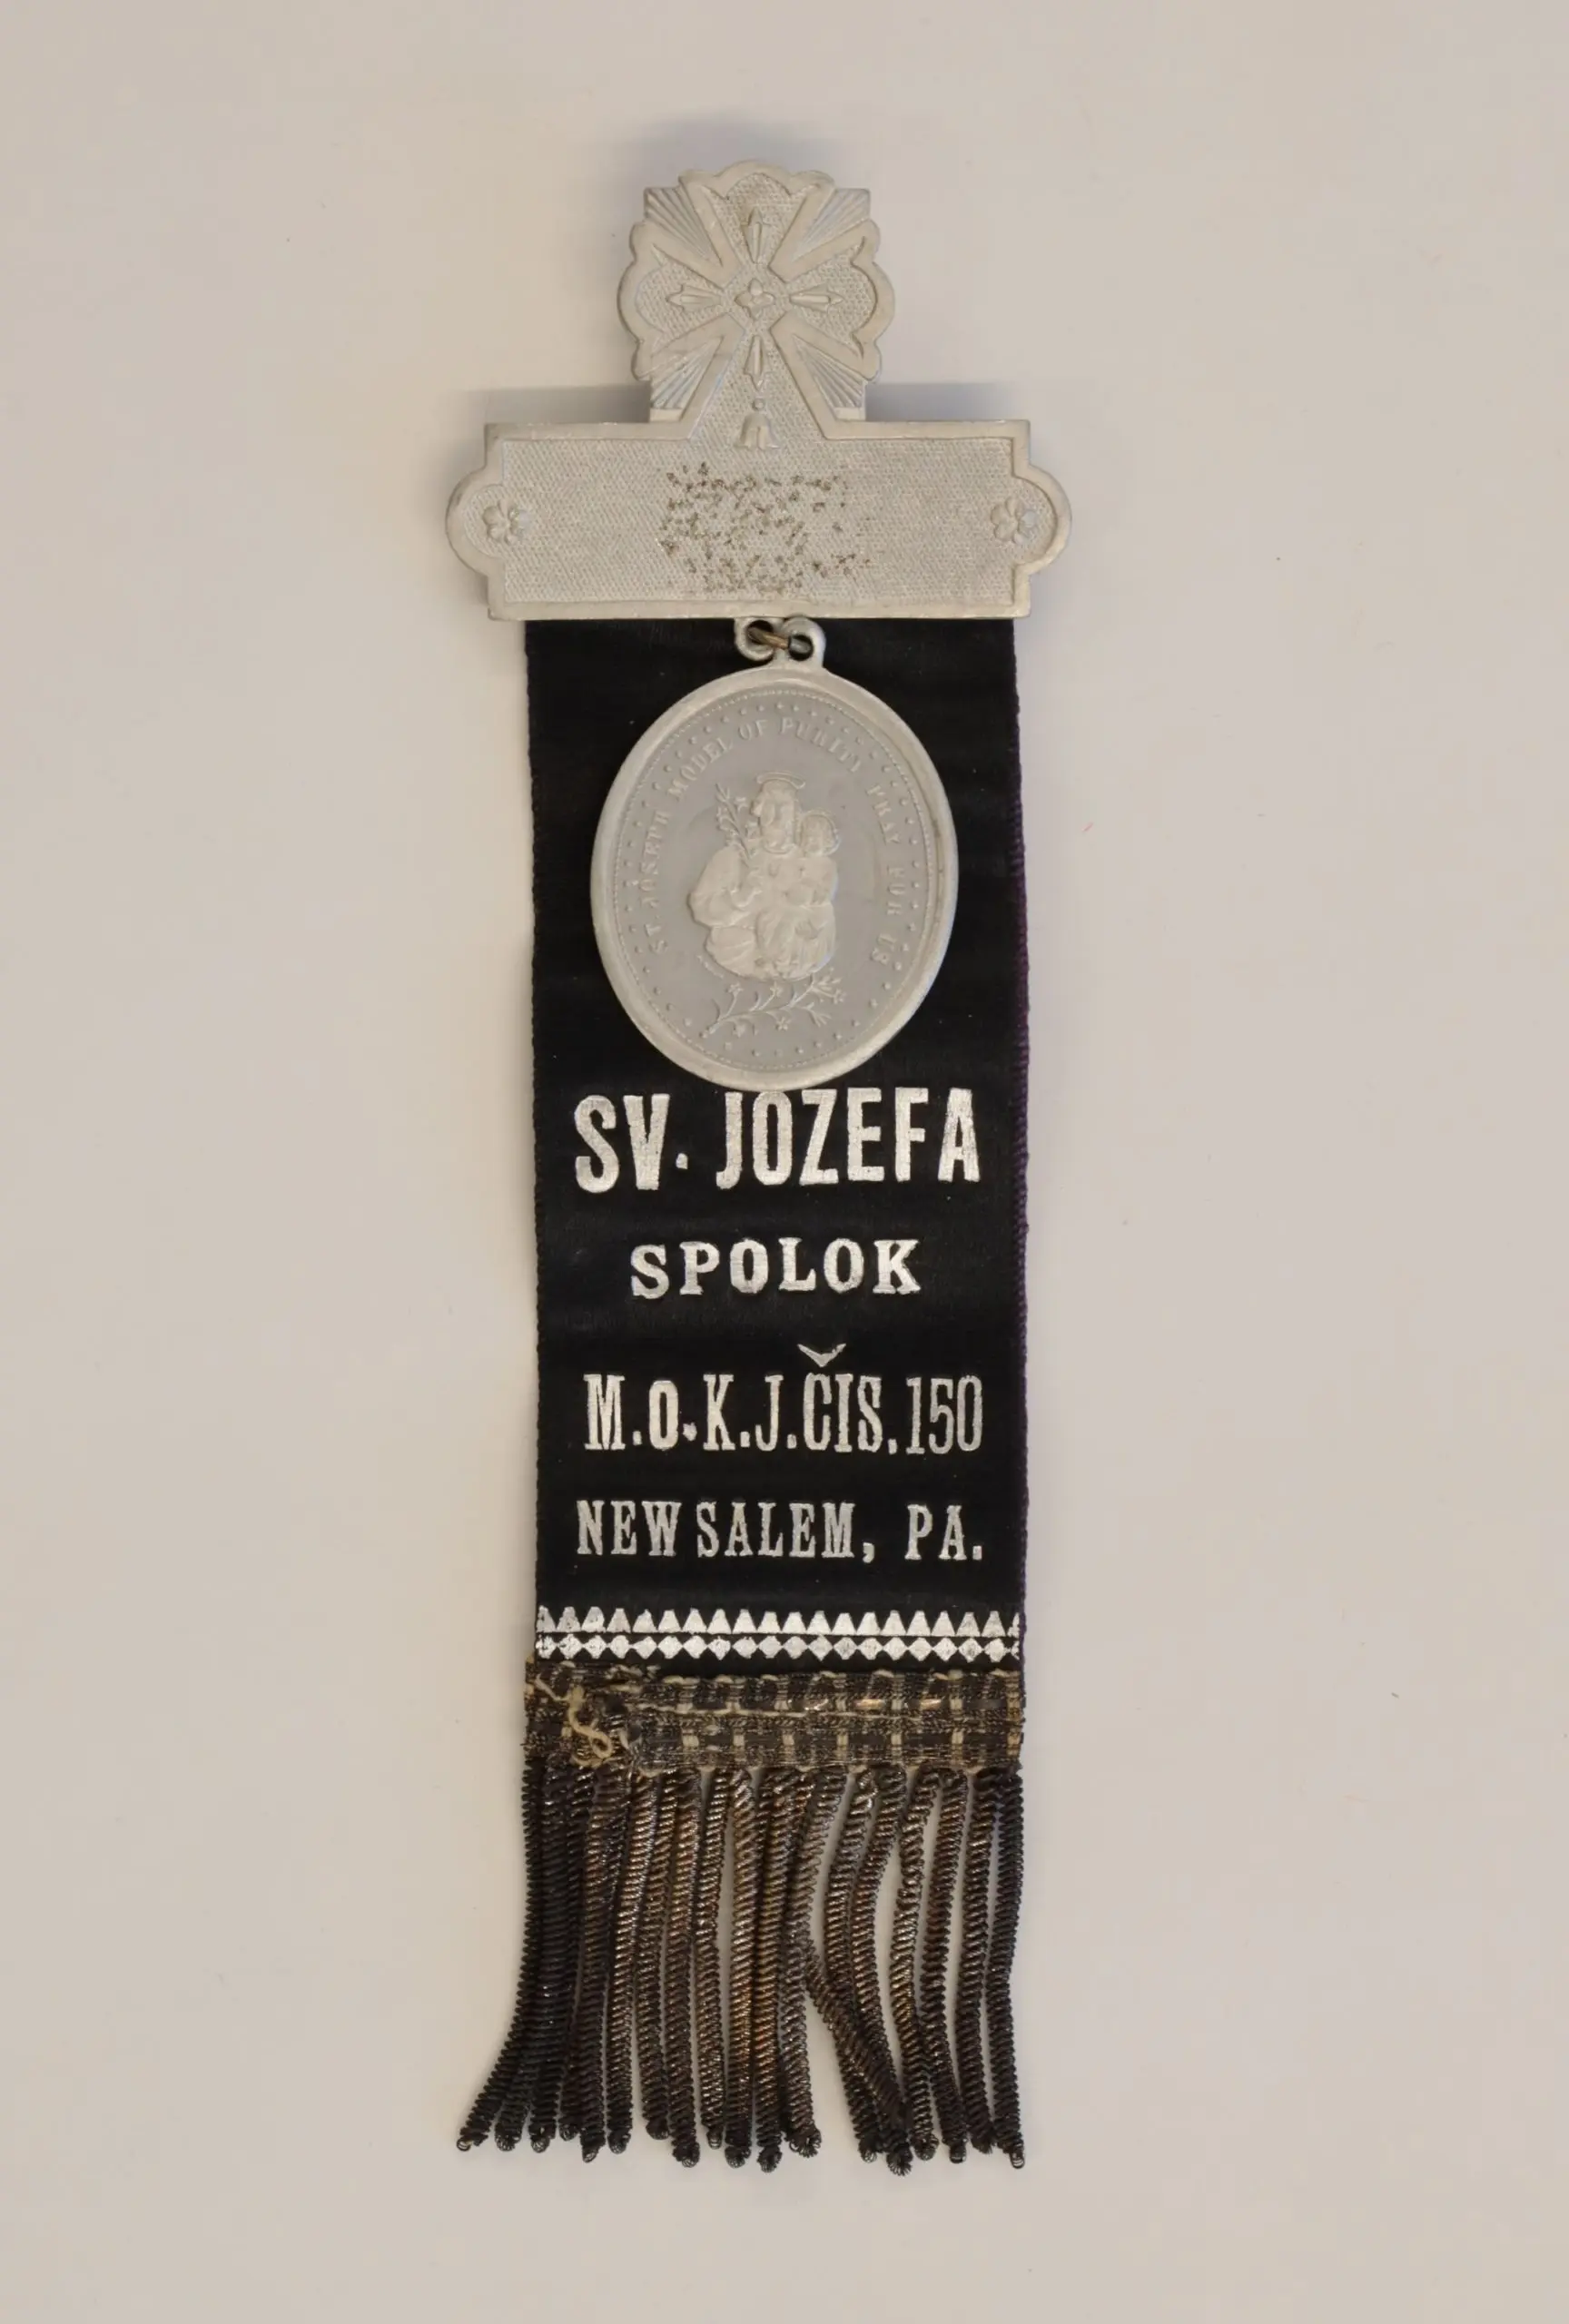 ST. JOSEPH MODEL OF PURITY PRAY FOR US
SV. JOZEFA
SPOLOK
M.O.K.J.ČIS.150
NEW SALEM, PA.